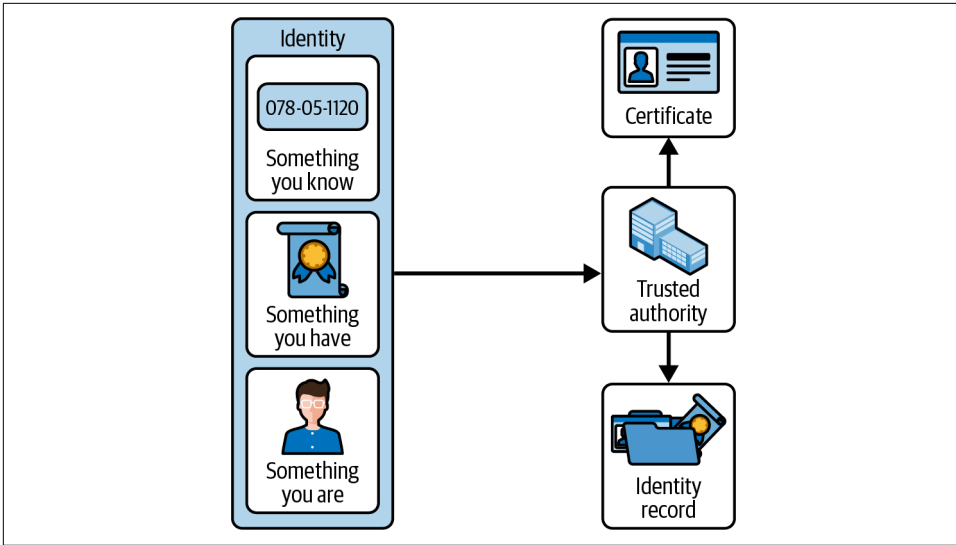 Identity
078-05-1120
Something
you know
Something
you have
Something
you are
Certificate
Trusted
authority
Identity
record